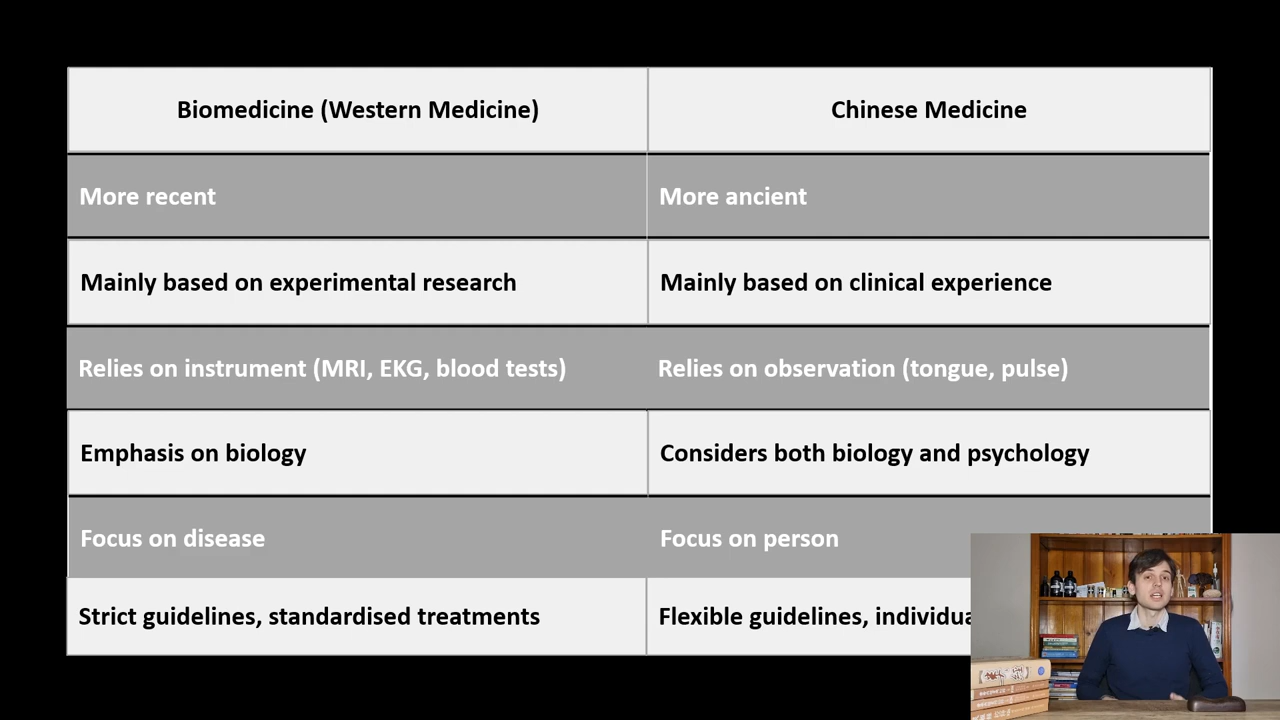 Biomedicine (Western Medicine)
Chinese Medicine
More recent
More ancient
Mainly based on experimental research
Mainly based on clinical experience
Relies on instrument (MRI, EKG, blood tests)
Relies on observation (tongue, pulse)
Emphasis on biology
Considers both biology and psychology
Focus on disease
Focus on person
Strict guidelines, standardised treatments
Flexible guidelines,